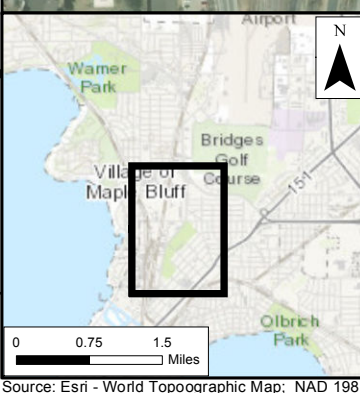 Airport
N
Warner
Park
Bridges
Golf
Course
Village of
Maple Bluff
151
Olbrich
Park
0 0.75 1.5
Miles
Source: Esri - World Topographic Map; NAD 198